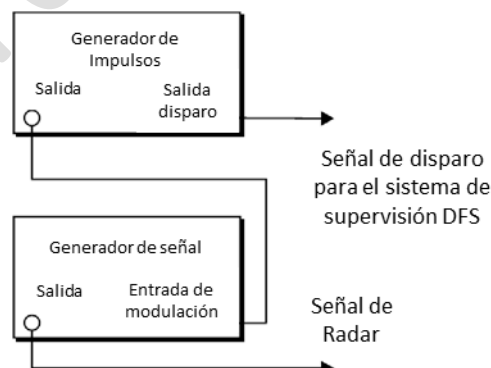 Generador de
Impulsos
Salida
Salida
disparo
Señal de disparo
para el sistema de
supervisión DFS
Generador de señal
Salida
Entrada de
modulación
Señal de
Radar